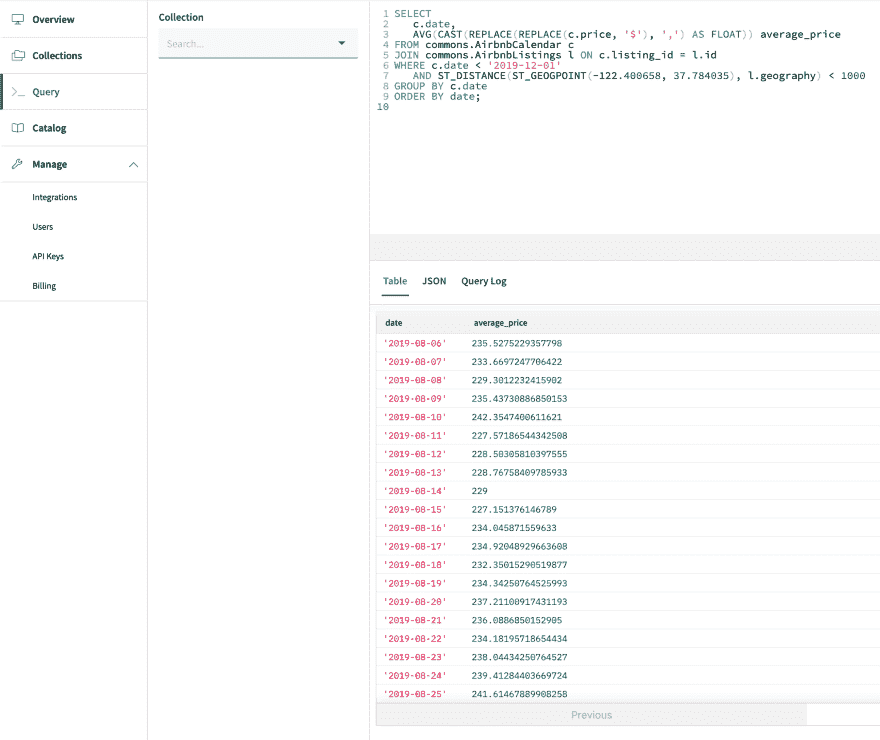 Overview
Collections
>_ Query
Catalog
Manage
Integrations
Users
API Keys
Billing
Collection
Search...
1 SELECT
2 c.date,
3 AVG(CAST(REPLACE(REPLACE(c.price, '$'), ',') AS FLOAT)) average_price
4 FROM commons.AirbnbCalendar c
5 JOIN commons.AirbnbListings l ON c.listing_id = l.id
6 WHERE c.date < '2019-12-01'
7 AND ST_DISTANCE(ST_GEOGPOINT(-122.400658, 37.784035), l.geography) < 1000
8 GROUP BY c.date
9 ORDER BY date;
10
Table JSON Query Log
date average_price
'2019-08-06' 235.5275229357798
'2019-08-07' 233.6697247706422
'2019-08-08' 229.3012232415902
'2019-08-09' 235.43730886850153
'2019-08-10' 242.3547400611621
'2019-08-11' 227.57186544342508
'2019-08-12' 228.50305810397555
'2019-08-13' 228.76758409785933
'2019-08-14' 229
'2019-08-15' 227.151376146789
'2019-08-16' 234.045871559633
'2019-08-17' 234.92048929663608
'2019-08-18' 232.35015290519877
'2019-08-19' 234.34250764525993
'2019-08-20' 237.21100917431193
'2019-08-21' 236.0886850152905
'2019-08-22' 234.18195718654434
'2019-08-23' 238.04434250764527
'2019-08-24' 239.41284403669724
'2019-08-25' 241.61467889908258
Previous